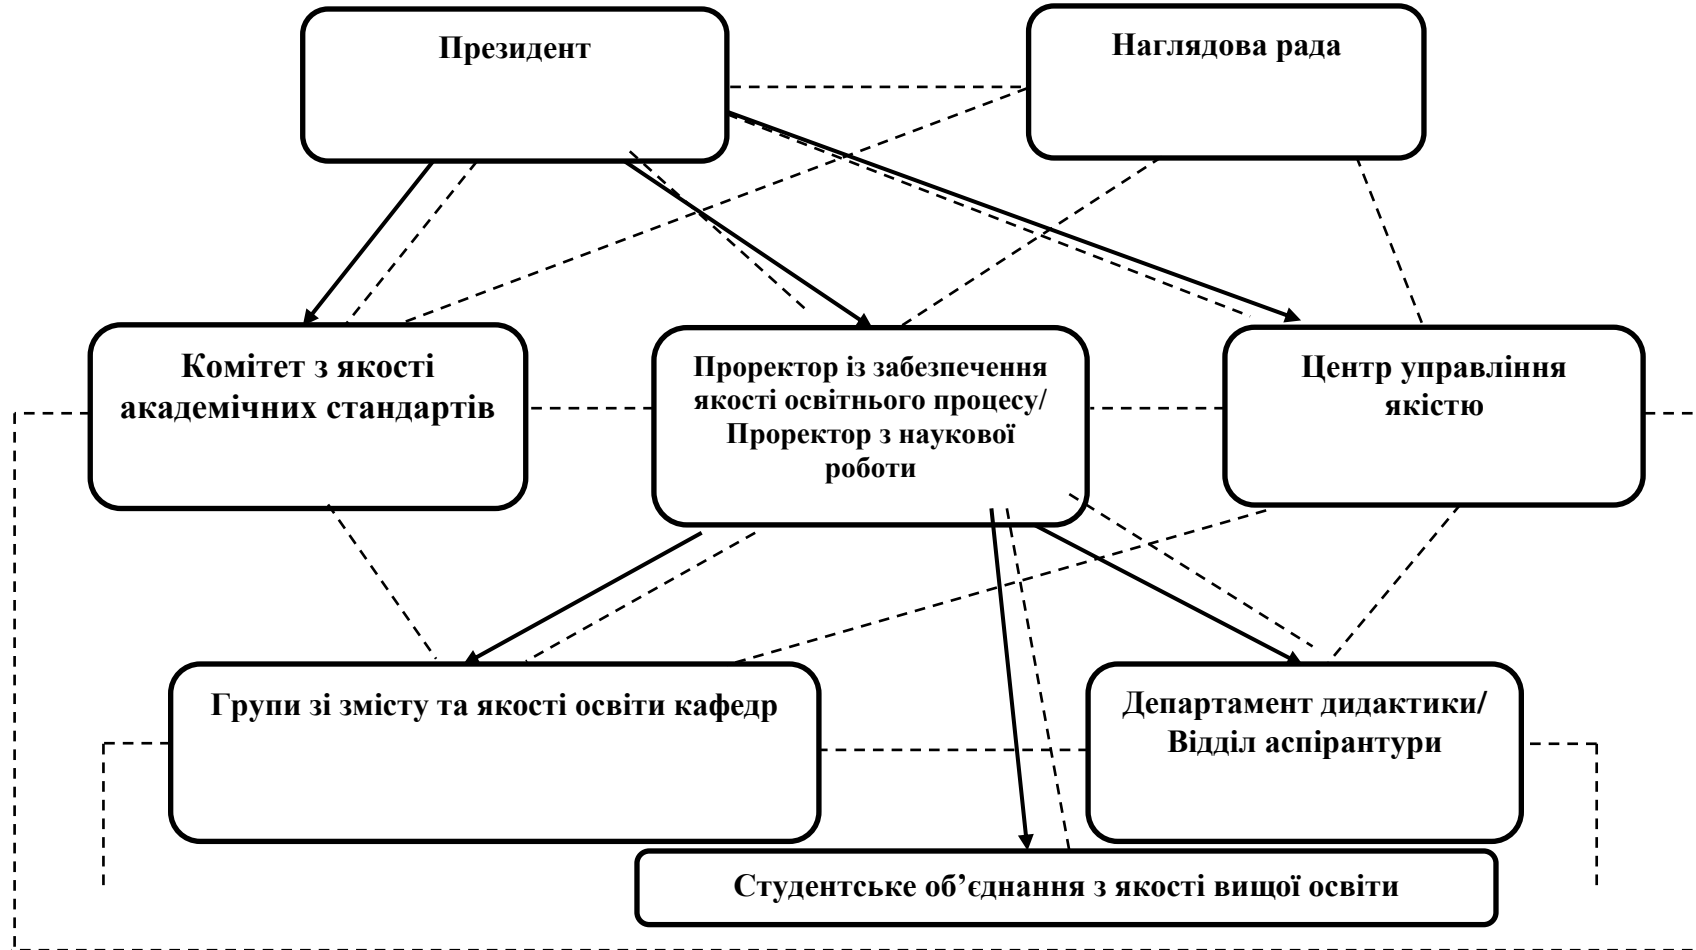 Президент
Наглядова рада
Комітет з якості
академічних стандартів
Проректор із забезпечення
якості освітнього процесу/
Проректор з наукової
роботи
Центр управління
якістю
Групи зі змісту та якості освіти кафедр
Департамент дидактики/
Відділ аспірантури
Студентське об’єднання з якості вищої освіти